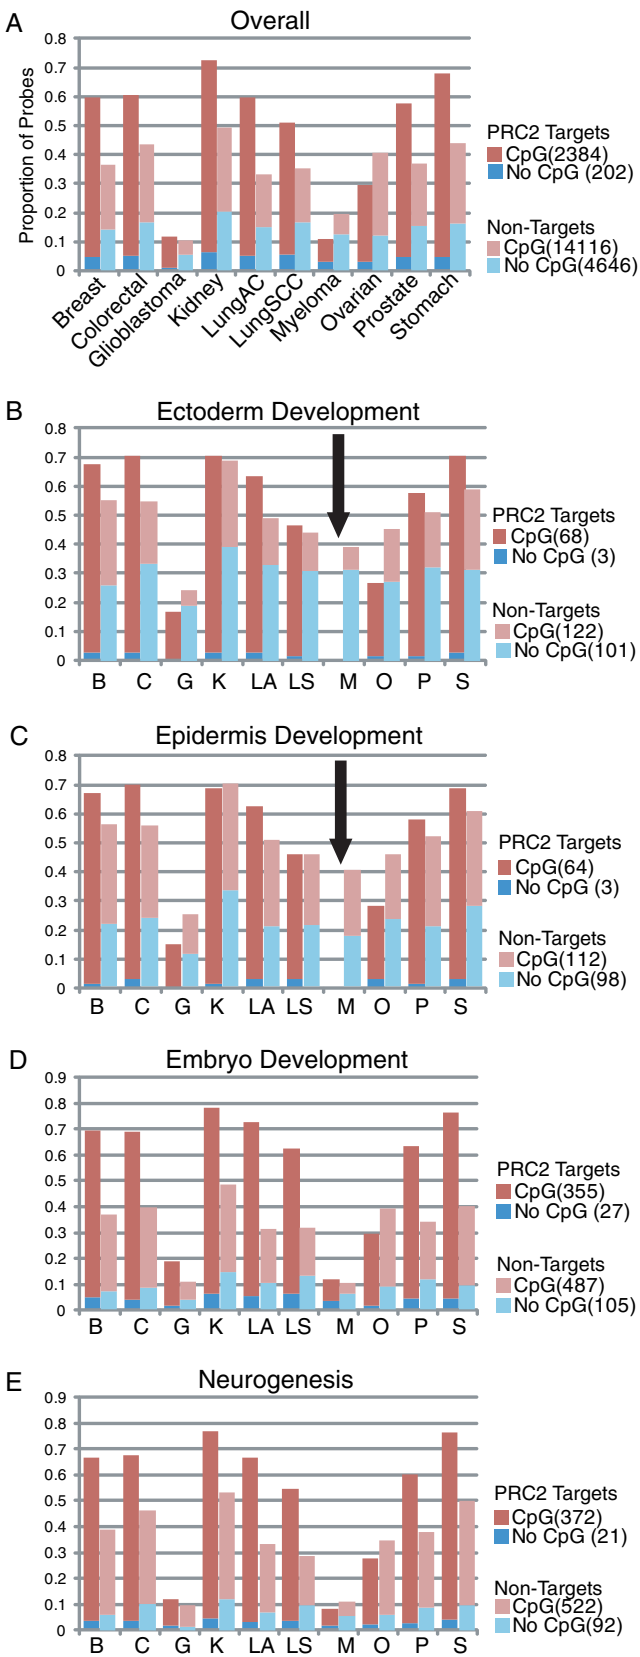 A
Overall
0.8
0.7
0.6
0.5
0.4
0.3
0.2
0.1
0
Proportion of Probes
Breast
Colorectal
Glioblastoma
Kidney
LungAC
LungSCC
Myeloma
Ovarian
Prostate
Stomach
PRC2 Targets
CpG(2384)
No CpG (202)
Non-Targets
CpG(14116)
No CpG(4646)
B
Ectoderm Development
0.8
0.7
0.6
0.5
0.4
0.3
0.2
0.1
0
B C G K LA LS M O P S
PRC2 Targets
CpG(68)
No CpG (3)
Non-Targets
CpG(122)
No CpG(101)
C
Epidermis Development
0.8
0.7
0.6
0.5
0.4
0.3
0.2
0.1
0
B C G K LA LS M O P S
PRC2 Targets
CpG(64)
No CpG (3)
Non-Targets
CpG(112)
No CpG(98)
D
Embryo Development
0.9
0.8
0.7
0.6
0.5
0.4
0.3
0.2
0.1
0
B C G K LA LS M O P S
PRC2 Targets
CpG(355)
No CpG (27)
Non-Targets
CpG(487)
No CpG(105)
E
Neurogenesis
0.9
0.8
0.7
0.6
0.5
0.4
0.3
0.2
0.1
0
B C G K LA LS M O P S
PRC2 Targets
CpG(372)
No CpG (21)
Non-Targets
CpG(522)
No CpG(92)